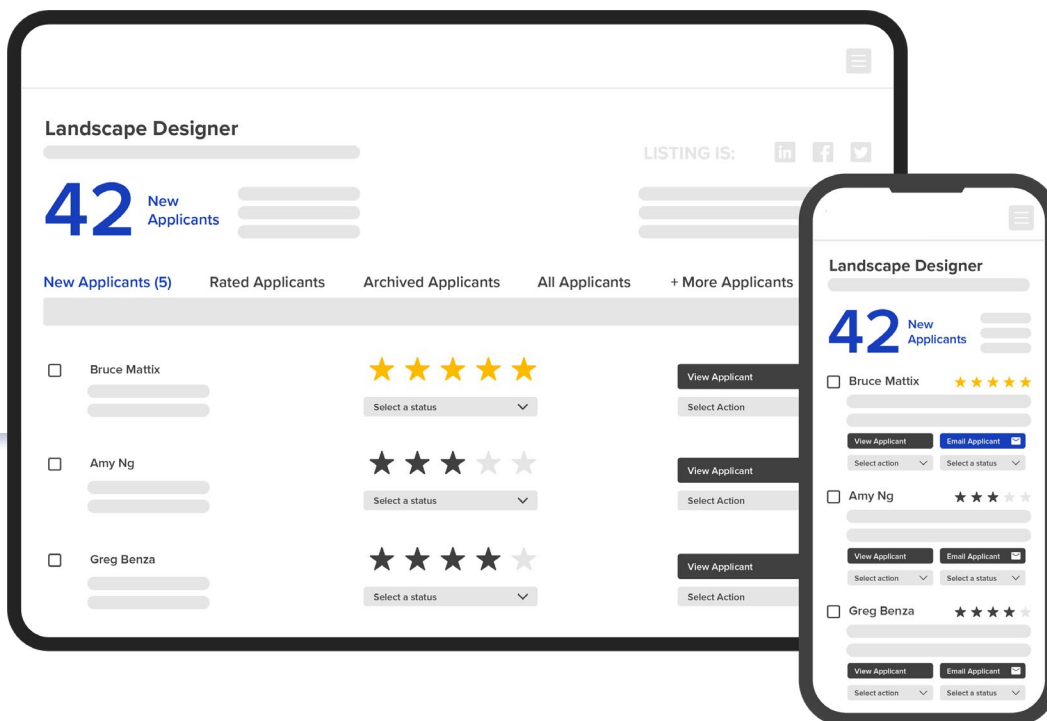 Landscape Designer
LISTING IS:
42
New
Applicants
New Applicants (5) Rated Applicants Archived Applicants All Applicants + More Applicants
Bruce Mattix
View Applicant
Select a status
Select Action
Amy Ng
View Applicant
Select a status
Select Action
Greg Benza
View Applicant
Select a status
Select Action
Landscape Designer
42
New
Applicants
Bruce Mattix
View Applicant Email Applicant
Select action Select a status
Amy Ng
View Applicant Email Applicant
Select action Select a status
Greg Benza
View Applicant Email Applicant
Select action Select a status